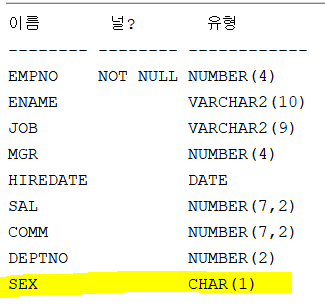 이름 널? 유형
-------- -------- ------------
EMPNO NOT NULL NUMBER(4)
ENAME VARCHAR2(10)
JOB VARCHAR2(9)
MGR NUMBER(4)
HIREDATE DATE
SAL NUMBER(7,2)
COMM NUMBER(7,2)
DEPTNO NUMBER(2)
SEX CHAR(1)